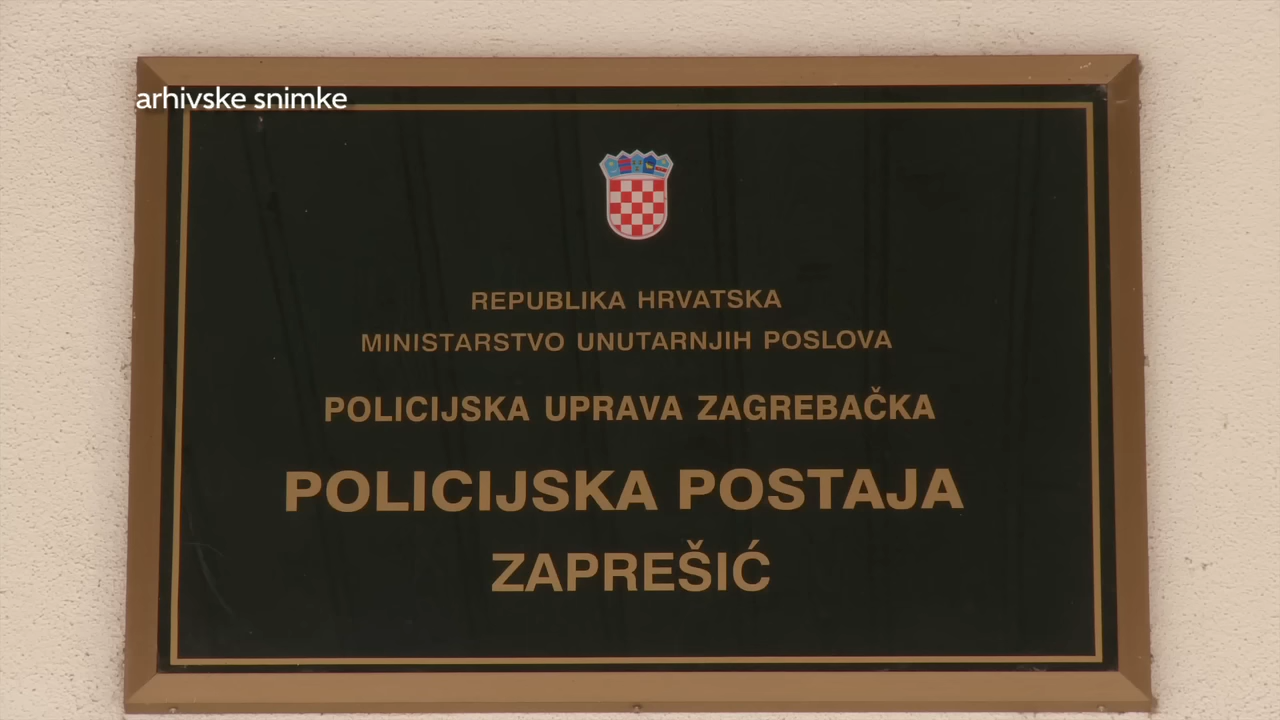 arhivske snimke
REPUBLIKA HRVATSKA
MINISTARSTVO UNUTARNJIH POSLOVA
POLICIJSKA UPRAVA ZAGREBAČKA
POLICIJSKA POSTAJA
ZAPREŠIĆ